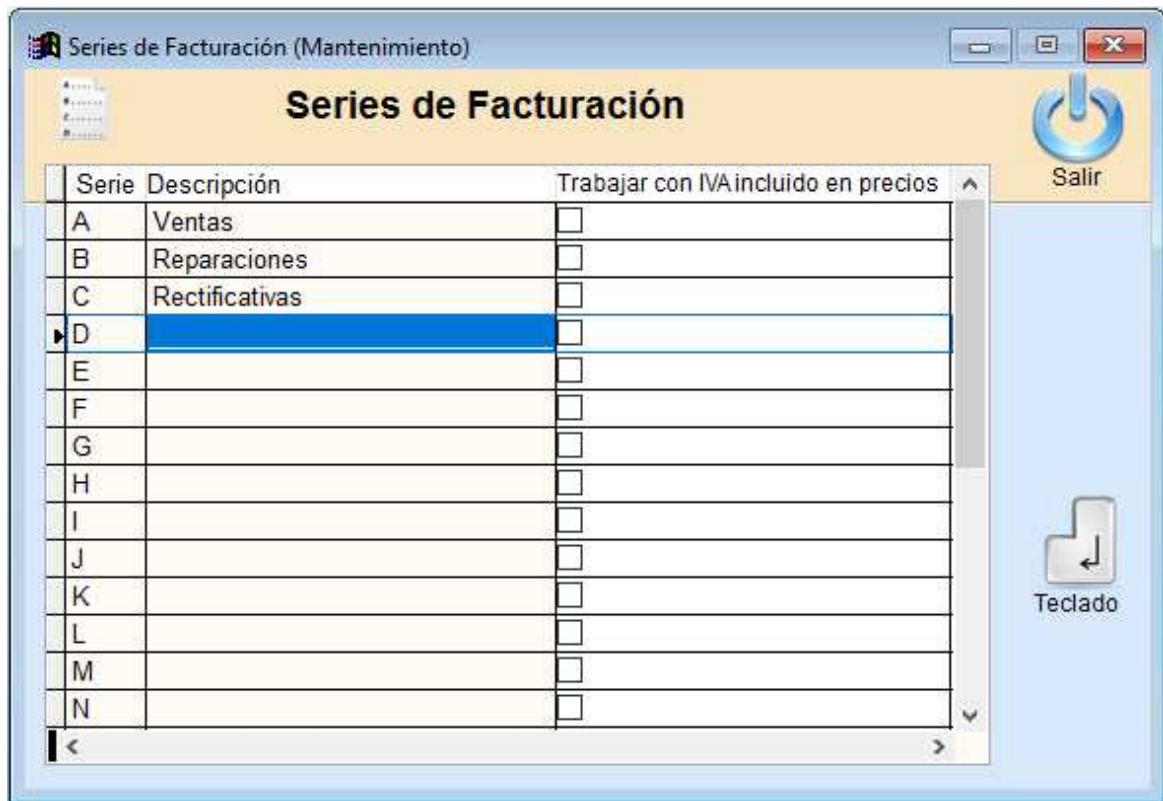 Series de Facturación (Mantenimiento)
Series de Facturación
Salir
Serie Descripción Trabajar con IVA incluido en precios
A Ventas
B Reparaciones
C Rectificativas
D
E
F
G
H
I
J
K
L
M
N
Teclado